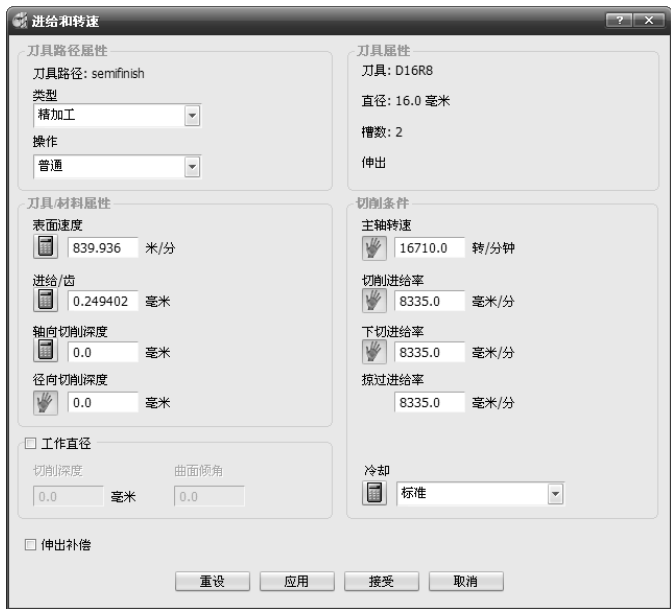 进给和转速
刀具路径属性
刀具路径: semifinish
类型
精加工
操作
普通
刀具属性
刀具: D16R8
直径: 16.0 毫米
槽数: 2
伸出
刀具/材料属性
表面速度
839.936 米/分
进给/齿
0.249402 毫米
轴向切削深度
0.0 毫米
径向切削深度
0.0 毫米
切削条件
主轴转速
16710.0 转/分钟
切削进给率
8335.0 毫米/分
下切进给率
8335.0 毫米/分
掠过进给率
8335.0 毫米/分
工作直径
切削深度 曲面倾角
0.0 毫米 0.0
冷却
标准
伸出补偿
重设 应用 接受 取消